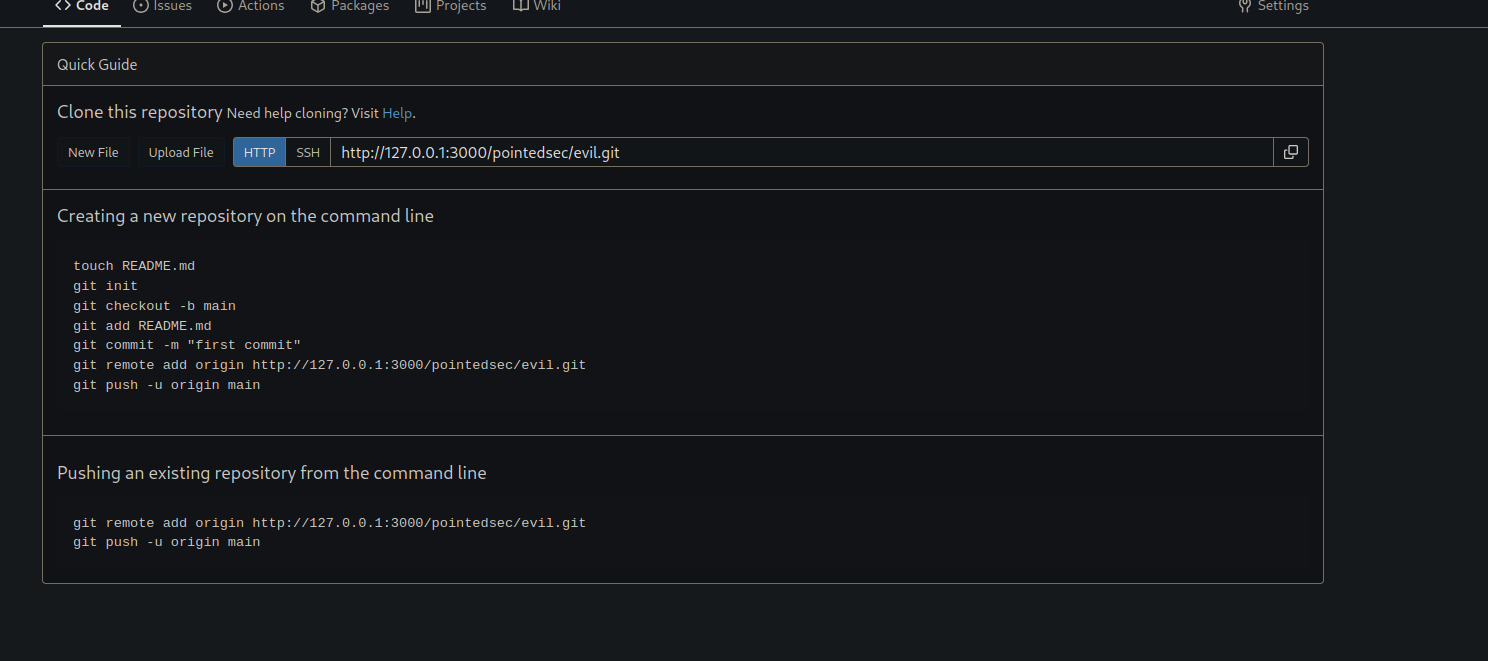 Code Issues Actions Packages Projects Wiki Settings
Quick Guide
Clone this repository Need help cloning? Visit Help.
New File Upload File HTTP SSH http://127.0.0.1:3000/pointedsec/evil.git
Creating a new repository on the command line
touch README.md
git init
git checkout -b main
git add README.md
git commit -m "first commit"
git remote add origin http://127.0.0.1:3000/pointedsec/evil.git
git push -u origin main
Pushing an existing repository from the command line
git remote add origin http://127.0.0.1:3000/pointedsec/evil.git
git push -u origin main